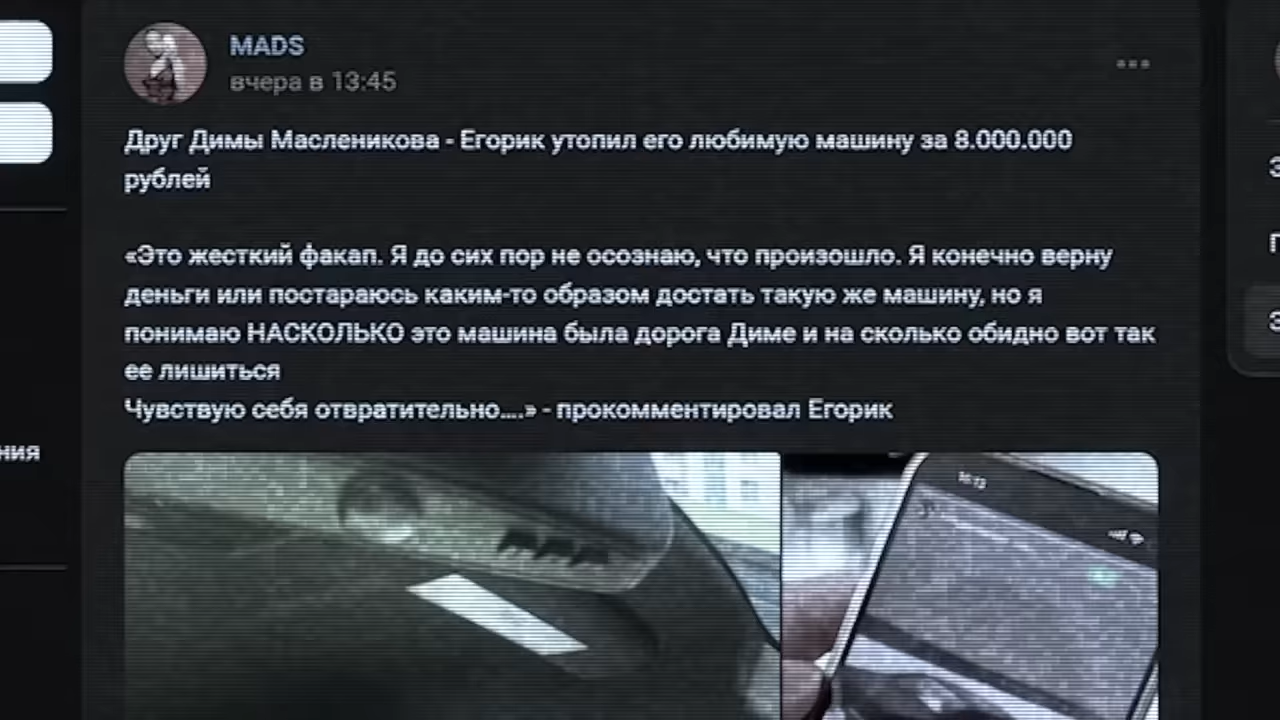 MADS
вчера в 13:45
Друг Димы Масленикова - Егорик утопил его любимую машину за 8.000.000
рублей
«Это жесткий факап. Я до сих пор не осознаю, что произошло. Я конечно верну
деньги или постараюсь каким-то образом достать такую же машину, но я
понимаю НАСКОЛЬКО это машина была дорога Диме и на сколько обидно вот так
ее лишиться
Чувствую себя отвратительно....» - прокомментировал Егорик
ния